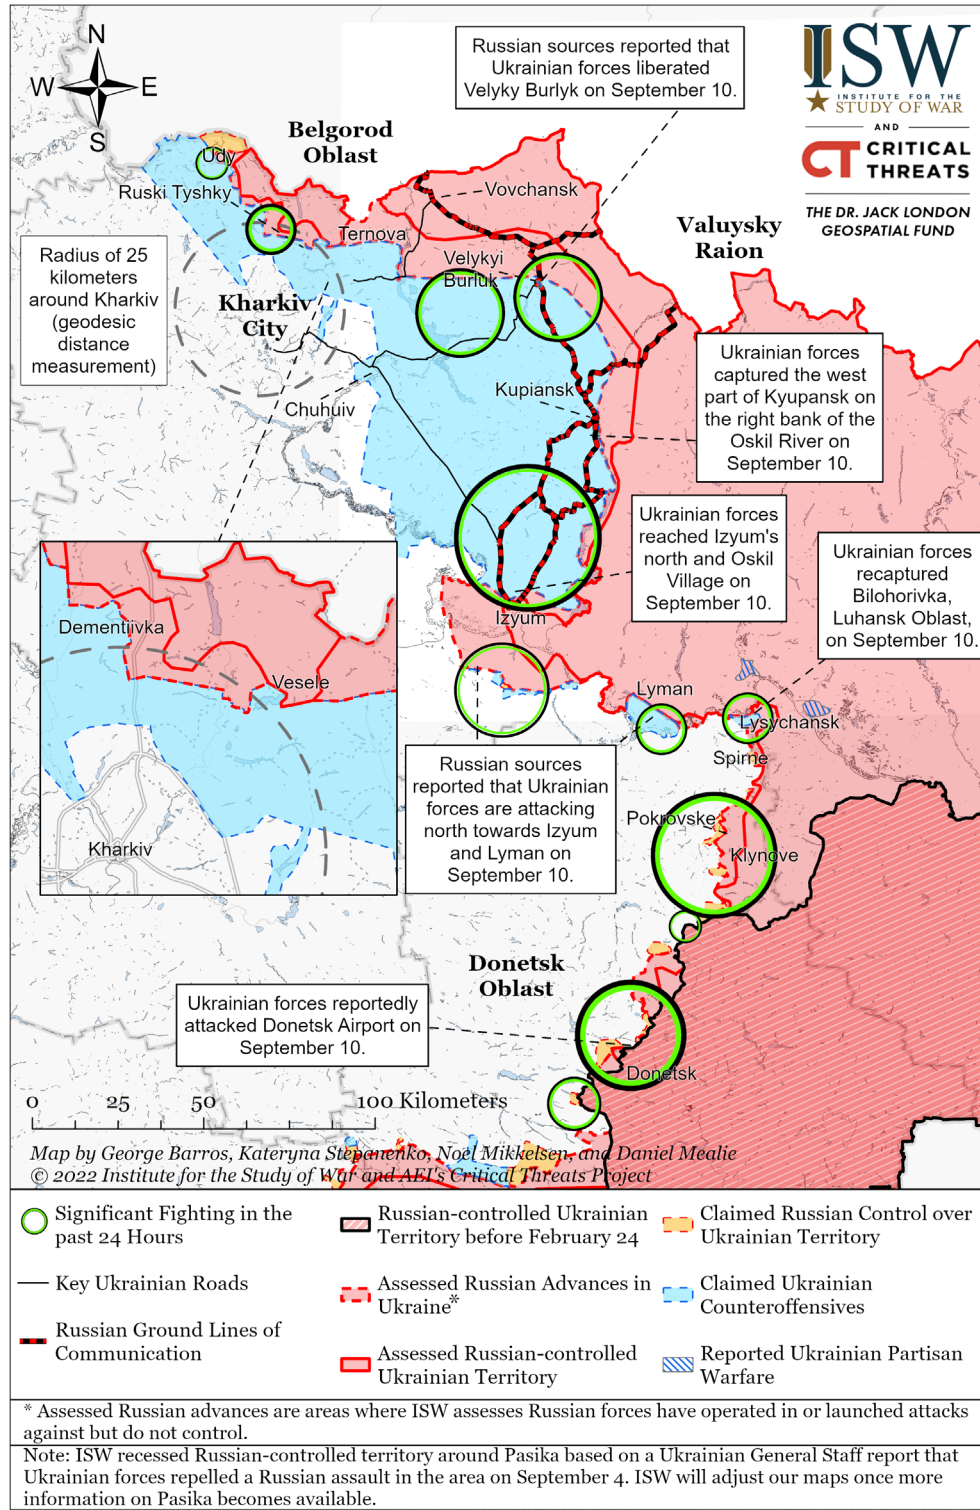 N
W E
S
Russian sources reported that
Ukrainian forces liberated
Velyky Burlyk on September 10.
ISW
INSTITUTE FOR THE
STUDY OF WAR
AND
CT CRITICAL
THREATS
THE DR. JACK LONDON
GEOSPATIAL FUND
Belgorod
Oblast
Udy
Ruski Tyshky
Vovchansk
Ternova
Valuysky
Raion
Radius of 25
kilometers
around Kharkiv
(geodesic
distance
measurement)
Velykyi
Burluk
Kharkiv
City
Ukrainian forces
captured the west
part of Kyupansk on
the right bank of the
Oskil River on
September 10.
Kupiansk
Chuhuiv
Ukrainian forces
reached Izyum's
north and Oskil
Village on
September 10.
Ukrainian forces
recaptured
Bilohorivka,
Luhansk Oblast,
on September 10.
Izyum
Dementiivka
Vesele
Kharkiv
Lyman
Lysychansk
Spirne
Russian sources
reported that Ukrainian
forces are attacking
north towards Izyum
and Lyman on
September 10.
Pokrovske
Klynove
Donetsk
Oblast
Ukrainian forces reportedly
attacked Donetsk Airport on
September 10.
Donetsk
0 25 50 100 Kilometers
Map by George Barros, Kateryna Stepanenko, Noel Mikkelsen, and Daniel Mealie
© 2022 Institute for the Study of War and AEI's Critical Threats Project
Significant Fighting in the
past 24 Hours
Key Ukrainian Roads
Russian Ground Lines of
Communication
Russian-controlled Ukrainian
Territory before February 24
Assessed Russian Advances in
Ukraine*
Assessed Russian-controlled
Ukrainian Territory
Claimed Russian Control over
Ukrainian Territory
Claimed Ukrainian
Counteroffensives
Reported Ukrainian Partisan
Warfare
* Assessed Russian advances are areas where ISW assesses Russian forces have operated in or launched attacks
against but do not control.
Note: ISW recessed Russian-controlled territory around Pasika based on a Ukrainian General Staff report that
Ukrainian forces repelled a Russian assault in the area on September 4. ISW will adjust our maps once more
information on Pasika becomes available.